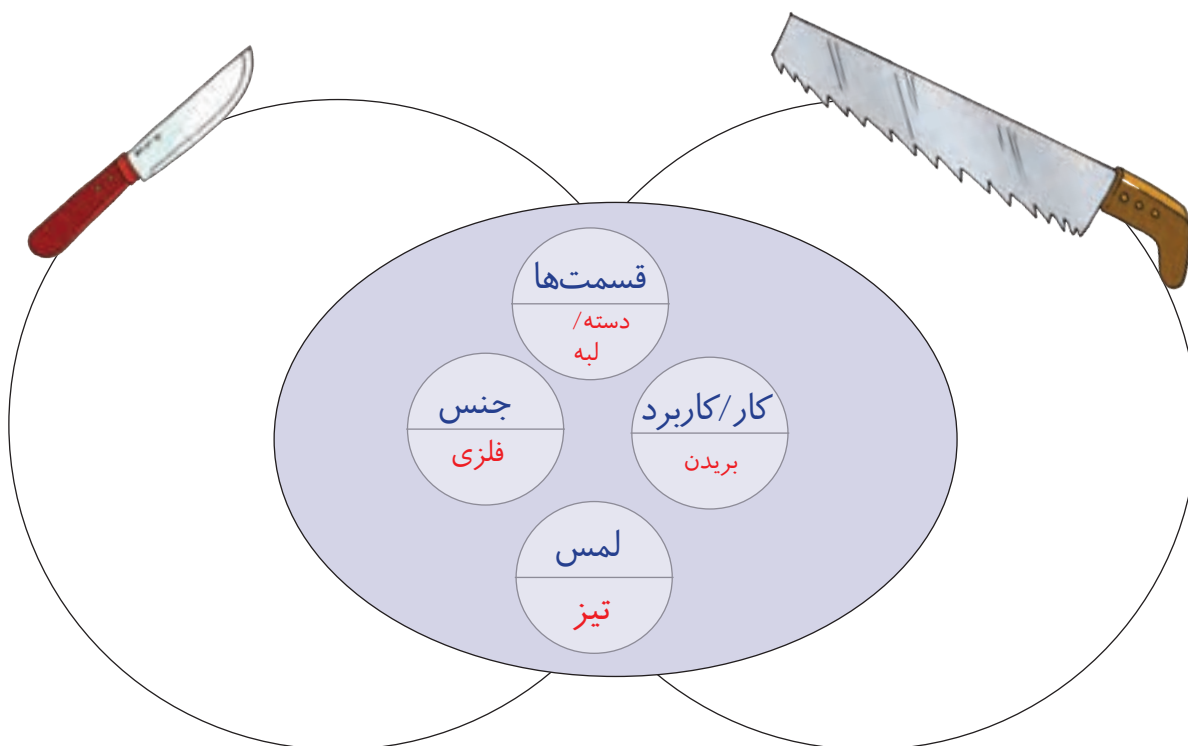 قسمت‌ها
دسته/
لبه
کار/کاربرد
بریدن
جنس
فلزی
لمس
تیز